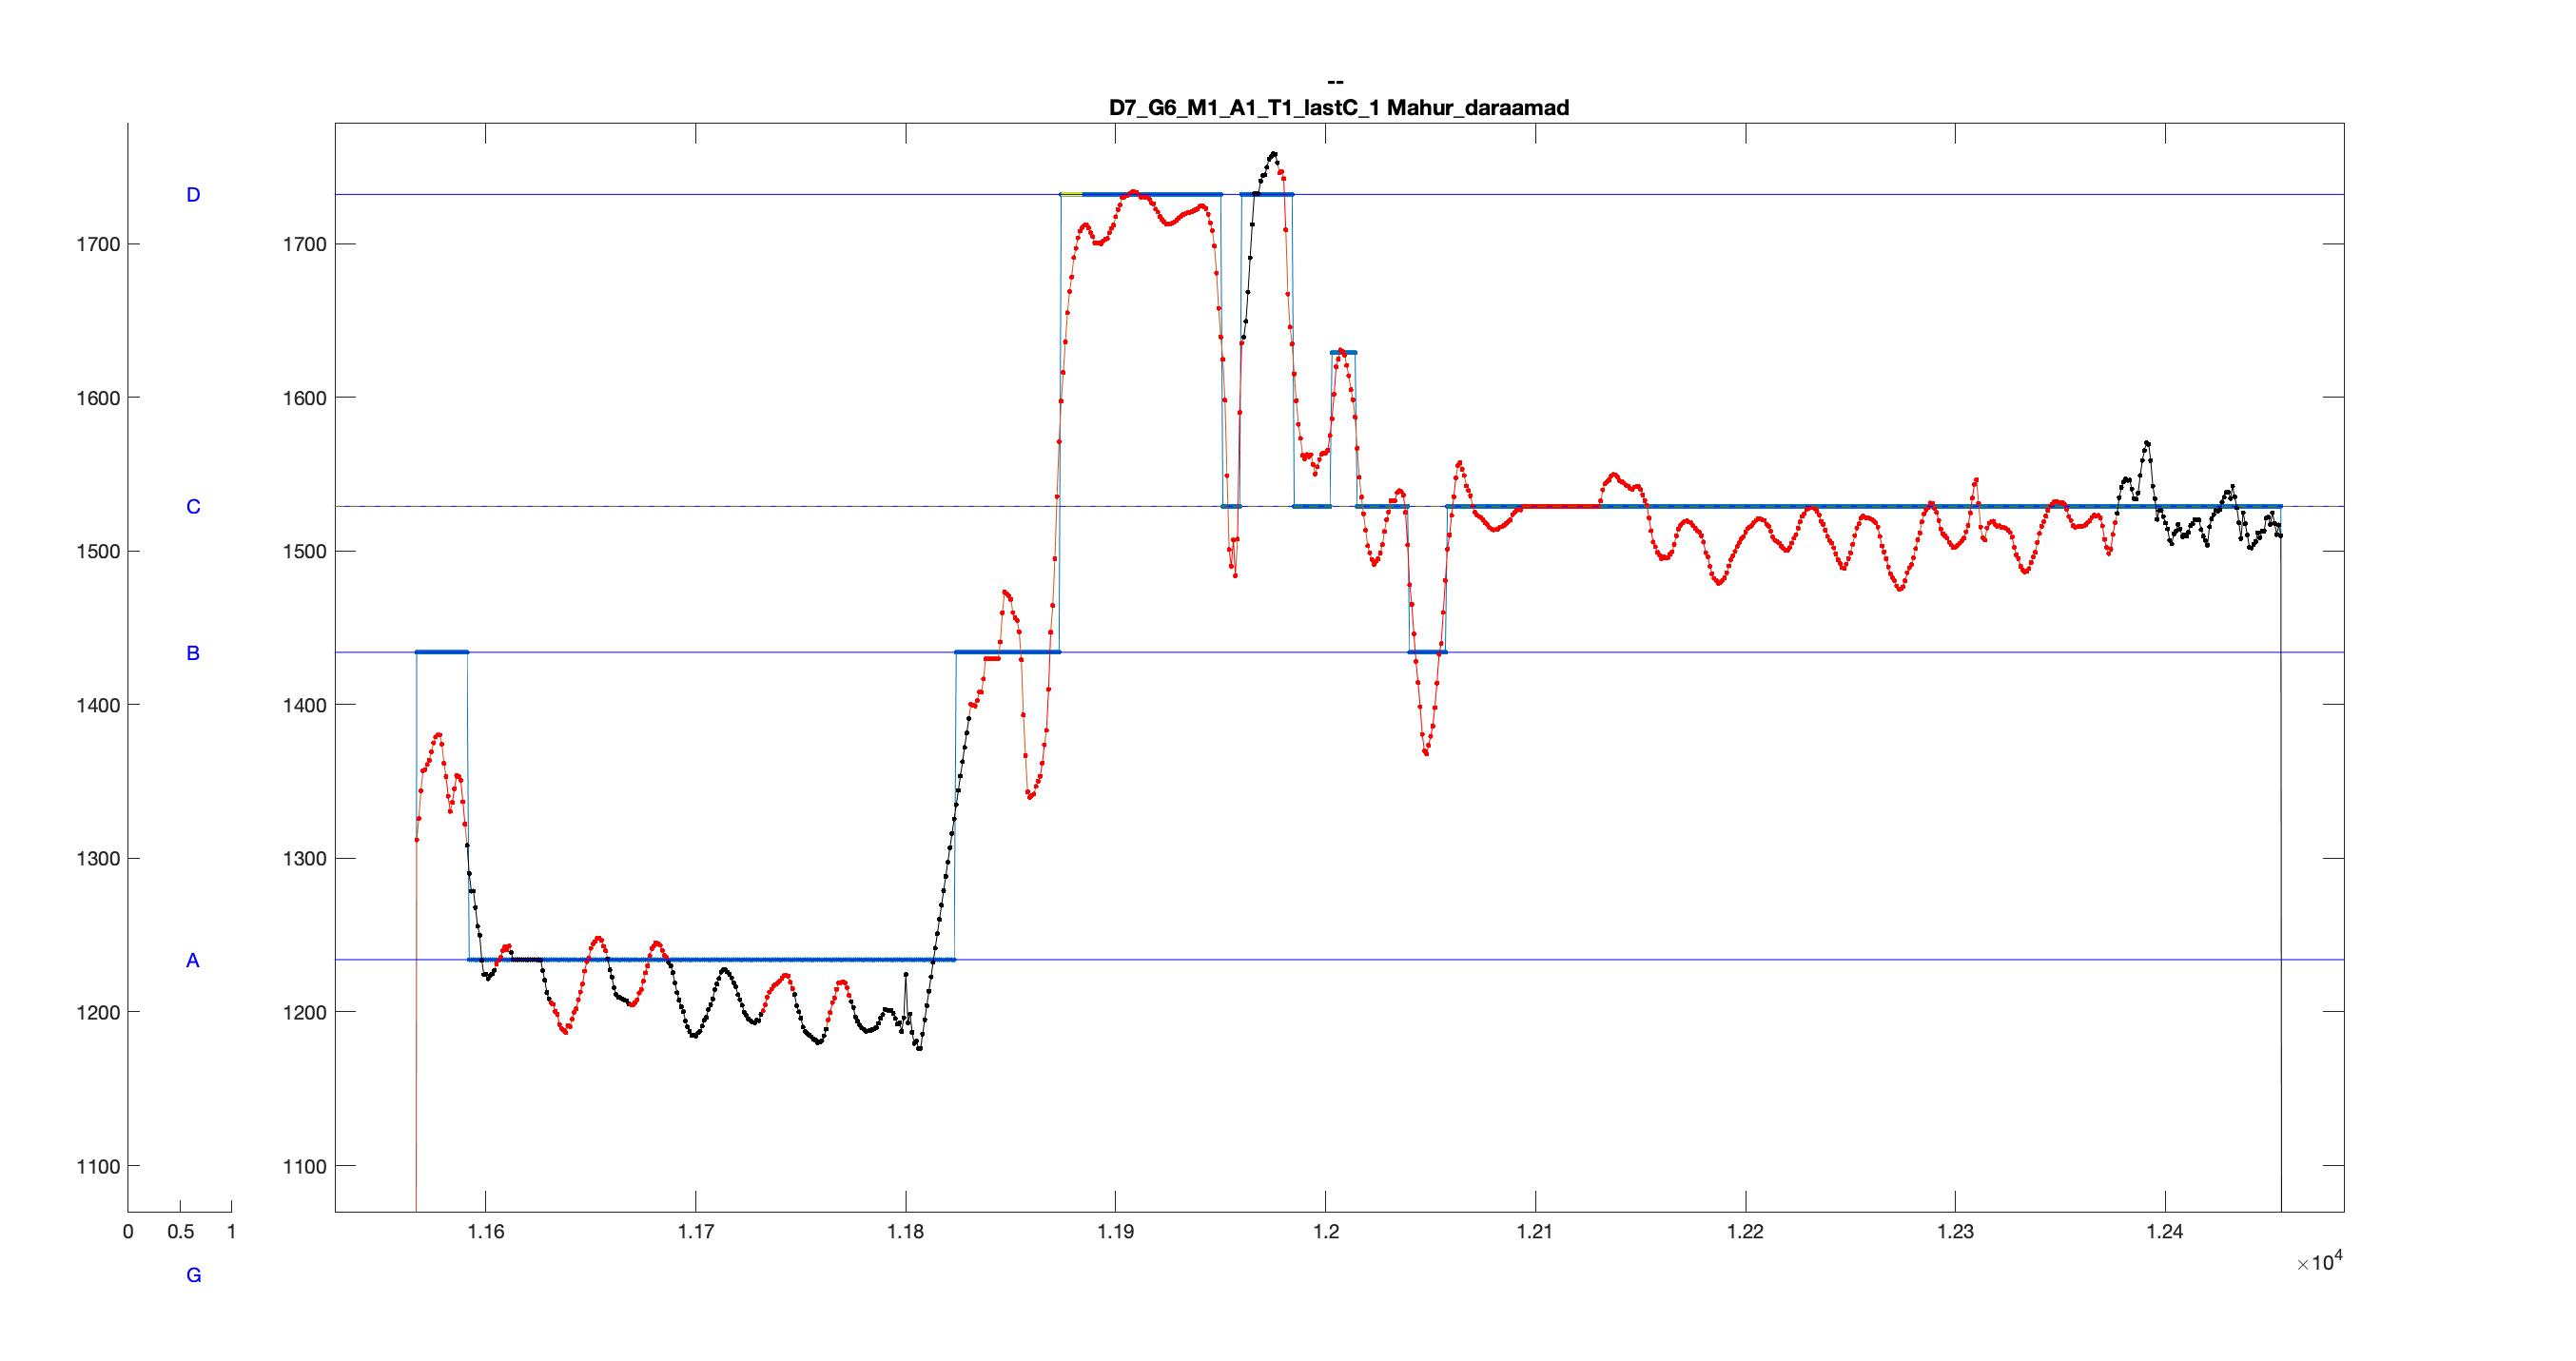 --
D7_G6_M1_A1_T1_lastC_1 Mahur_daraamad
D
1700 1700
1600 1600
C
1500 1500
B
1400 1400
1300 1300
A
1200 1200
1100 1100
0 0.5 1 1.16 1.17 1.18 1.19 1.2 1.21 1.22 1.23 1.24
×10⁴
G